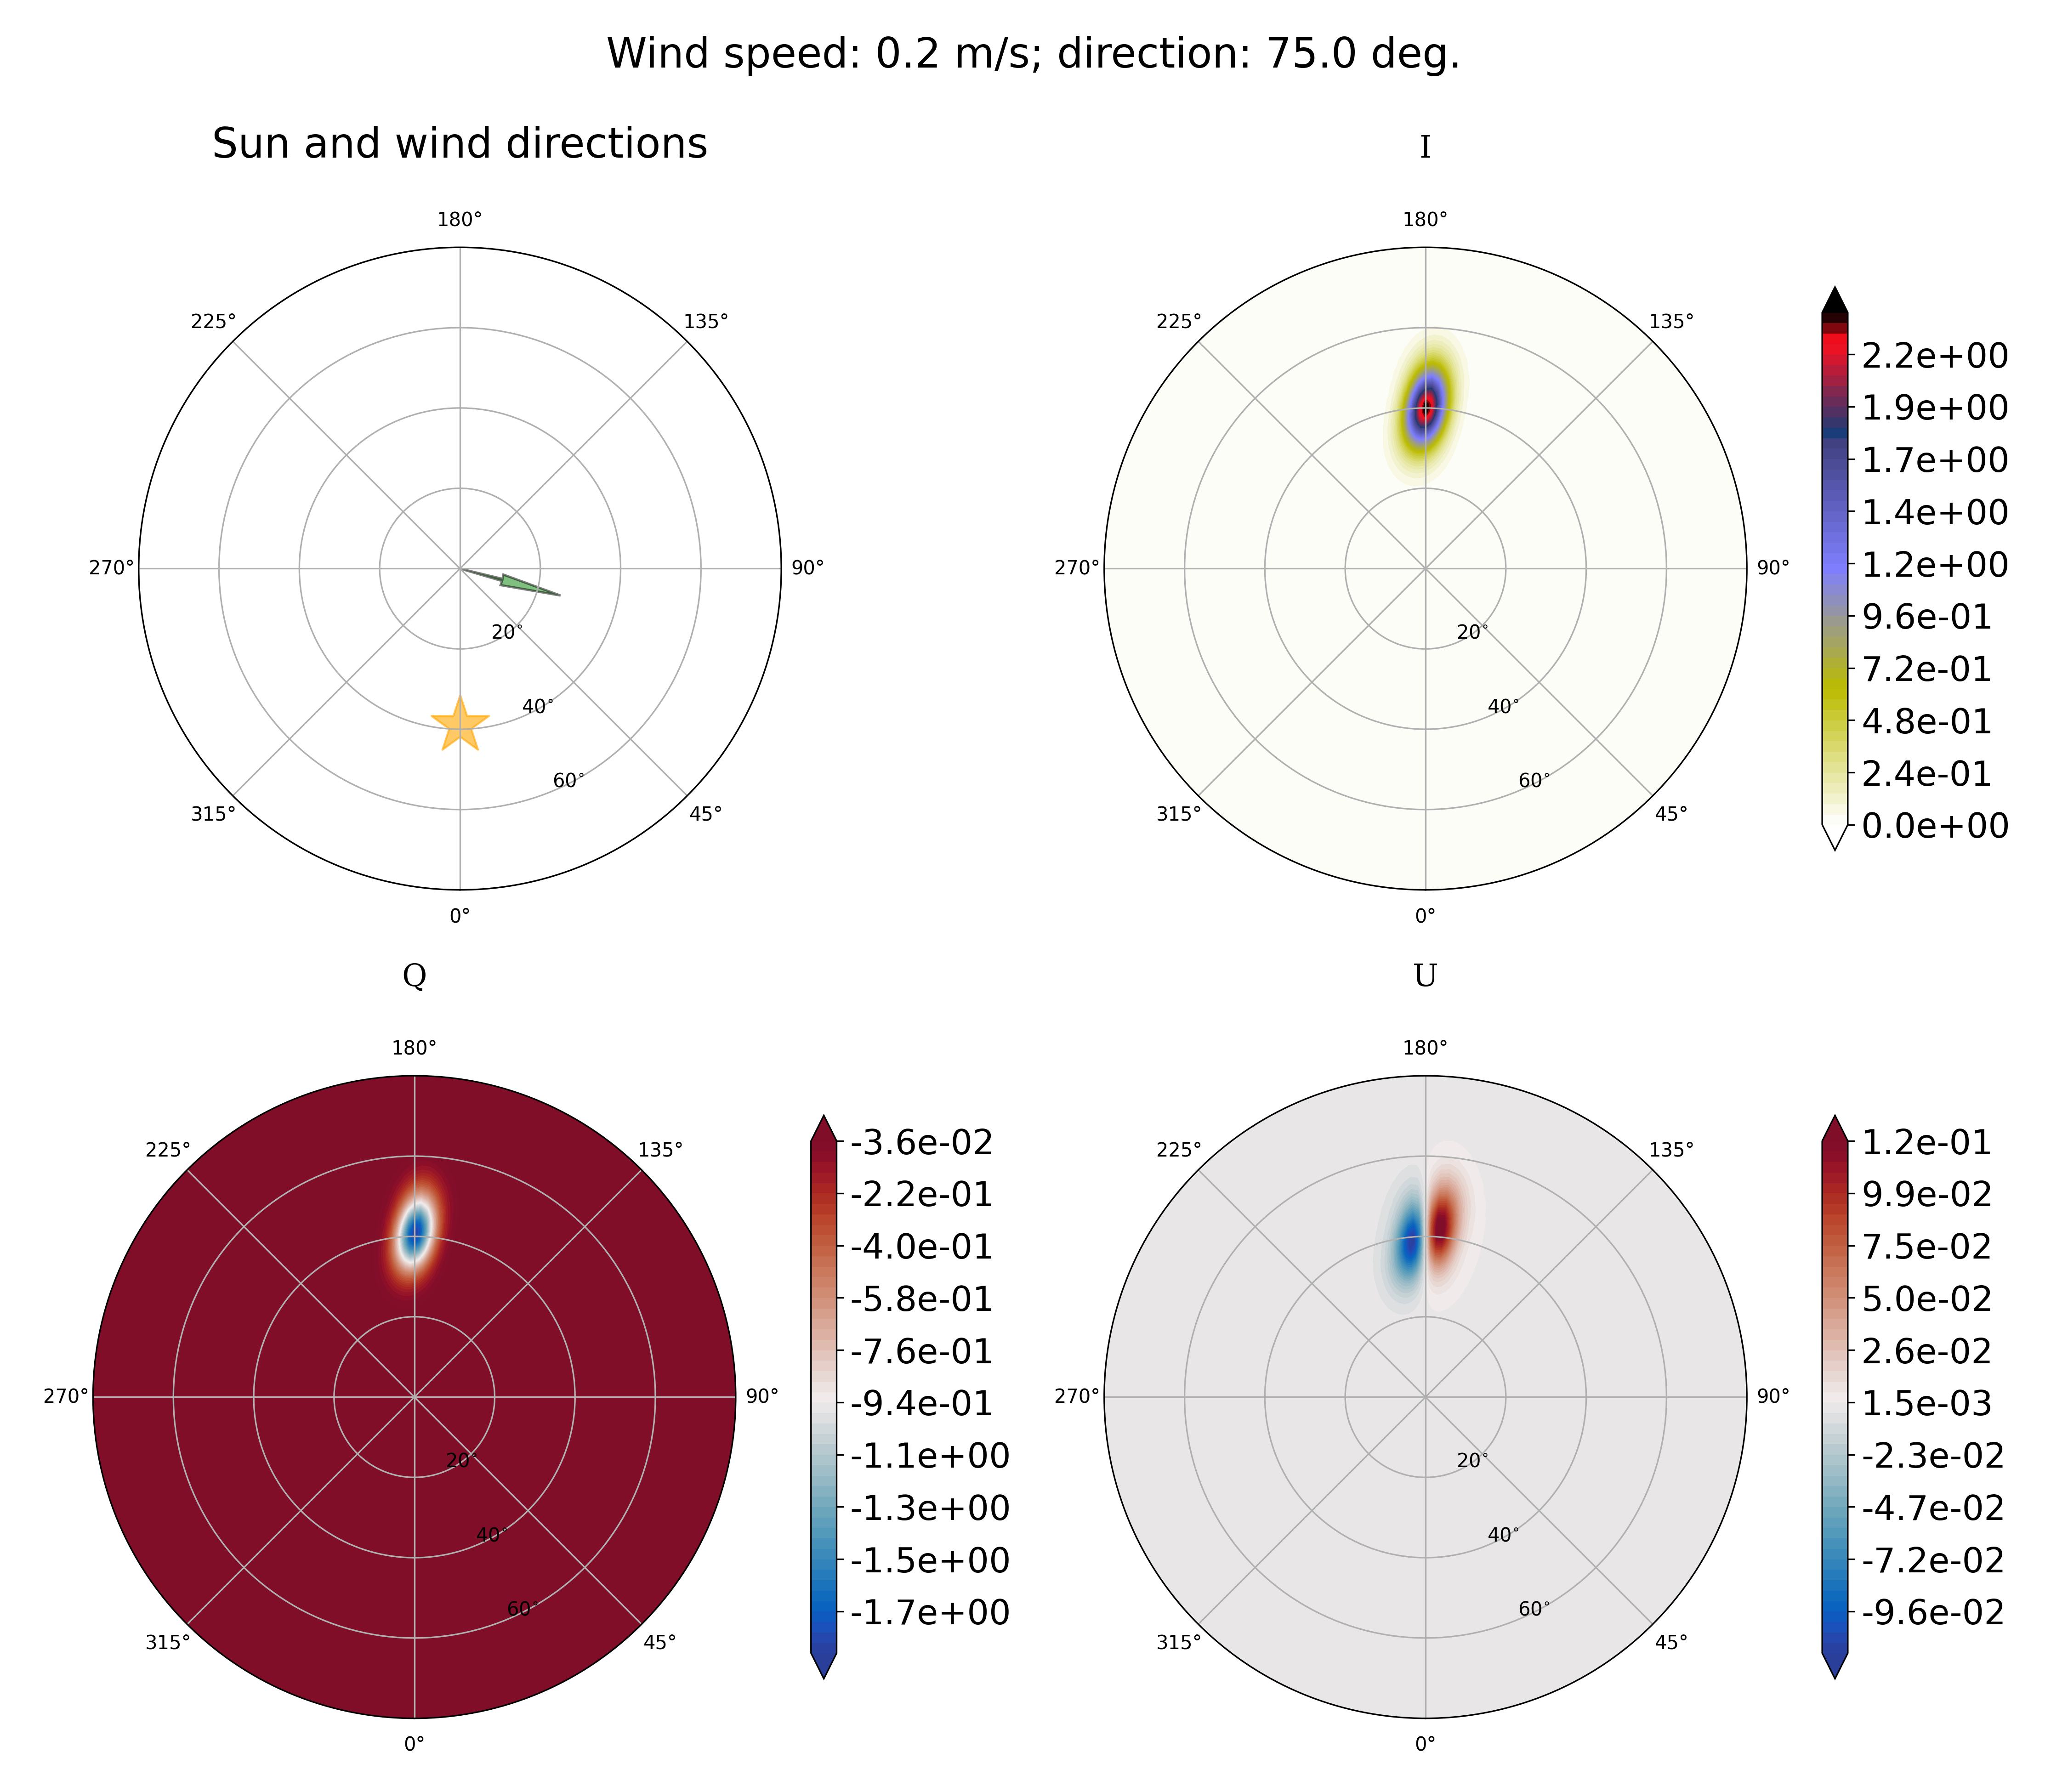 Wind speed: 0.2 m/s; direction: 75.0 deg.
Sun and wind directions
180°
225°
135°
270°
90°
20°
40°
60°
315°
45°
0°
I
180°
225°
135°
270°
90°
20°
40°
60°
315°
45°
0°
2.2e+00
1.9e+00
1.7e+00
1.4e+00
1.2e+00
9.6e-01
7.2e-01
4.8e-01
2.4e-01
0.0e+00
Q
180°
225°
135°
270°
90°
20°
40°
60°
315°
45°
0°
-3.6e-02
-2.2e-01
-4.0e-01
-5.8e-01
-7.6e-01
-9.4e-01
-1.1e+00
-1.3e+00
-1.5e+00
-1.7e+00
U
180°
225°
135°
270°
90°
20°
40°
60°
315°
45°
0°
1.2e-01
9.9e-02
7.5e-02
5.0e-02
2.6e-02
1.5e-03
-2.3e-02
-4.7e-02
-7.2e-02
-9.6e-02